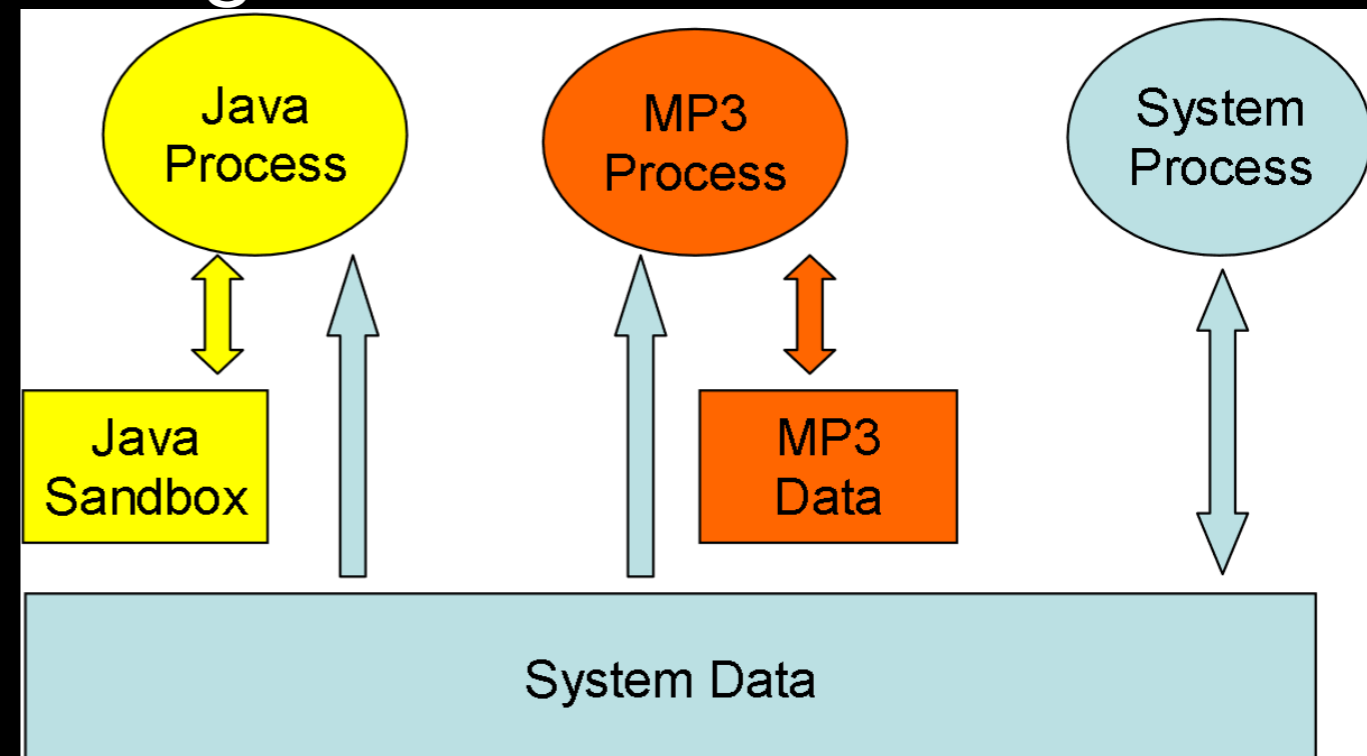 Java
Process
MP3
Process
System
Process
Java
Sandbox
MP3
Data
System Data